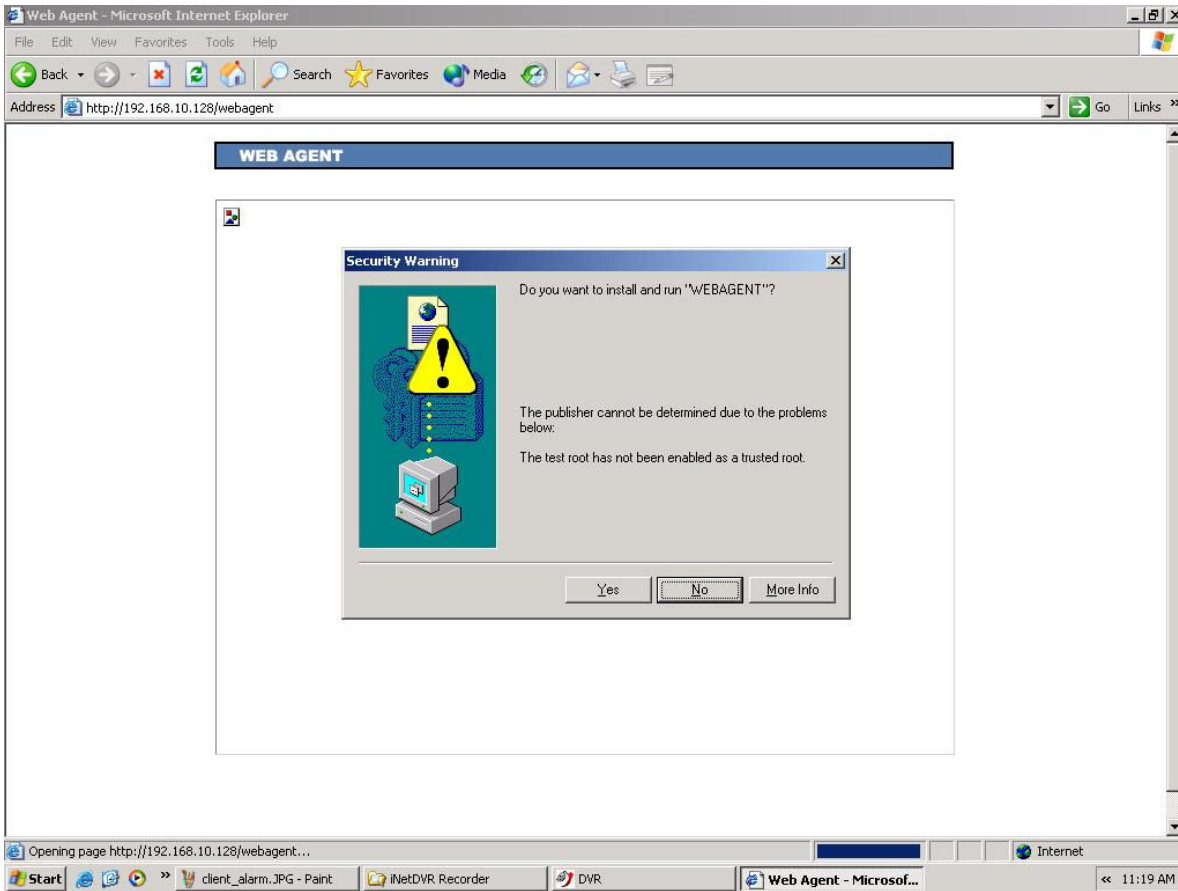 Web Agent - Microsoft Internet Explorer
File Edit View Favorites Tools Help
Back Search Favorites Media
Address http://192.168.10.128/webagent Go Links »
WEB AGENT
Security Warning
Do you want to install and run "WEBAGENT"?
The publisher cannot be determined due to the problems
below:
The test root has not been enabled as a trusted root.
Yes No More Info
Opening page http://192.168.10.128/webagent... Internet
Start » client_alarm.JPG - Paint iNetDVR Recorder DVR Web Agent - Microsof... « 11:19 AM